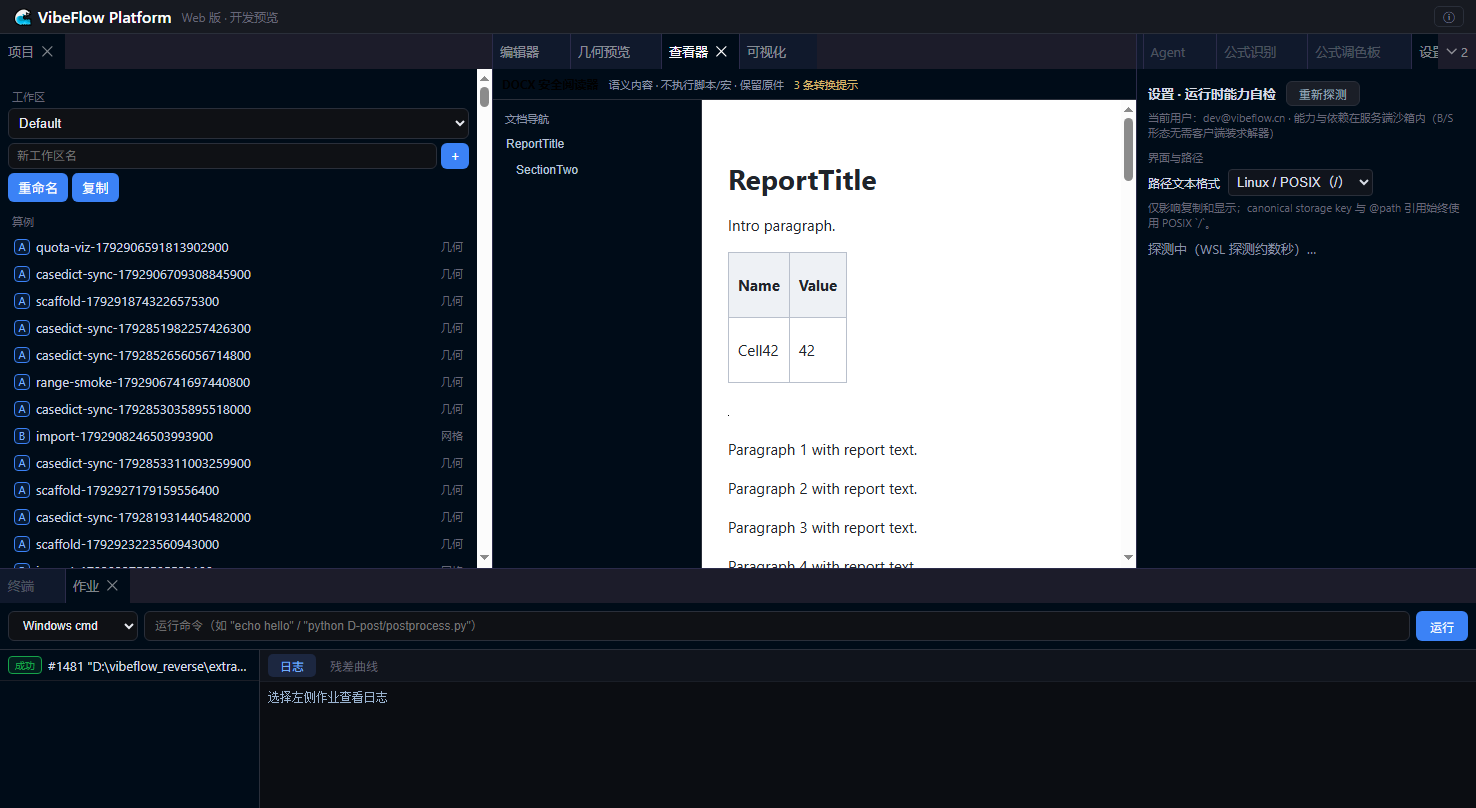 VibeFlow Platform Web 版 · 开发预览
项目
工作区
Default
新工作区名
+
重命名 复制
算例
A quota-viz-1792906591813902900 几何
A casedict-sync-1792906709308845900 几何
A scaffold-1792918743226575300 几何
A casedict-sync-1792851982257426300 几何
A casedict-sync-1792852656056714800 几何
A range-smoke-1792906741697440800 几何
A casedict-sync-1792853035895518000 几何
B import-1792908246503993900 网格
A casedict-sync-1792853311003259900 几何
A scaffold-1792927179159556400 几何
A casedict-sync-1792819314405482000 几何
A scaffold-1792923223560943000 几何
编辑器 几何预览 查看器 可视化
DOCX 安全阅读器 语义内容 · 不执行脚本/宏 · 保留原件 3 条转换提示
文档导航
ReportTitle
SectionTwo
ReportTitle
Intro paragraph.
Name Value
Cell42 42
.
Paragraph 1 with report text.
Paragraph 2 with report text.
Paragraph 3 with report text.
Paragraph 4 with report text.
Agent 公式识别 公式调色板 设置 2
设置 · 运行时能力自检 重新探测
当前用户：dev@vibeflow.cn · 能力与依赖在服务端沙箱内（B/S
形态无需客户端装求解器）
界面与路径
路径文本格式 Linux / POSIX（/）
仅影响复制和显示；canonical storage key 与 @path 引用始终使
用 POSIX `/`。
探测中（WSL 探测约数秒）...
终端 作业
Windows cmd 运行命令（如 "echo hello" / "python D-post/postprocess.py"） 运行
成功 #1481 "D:\vibeflow_reverse\extra...
日志 残差曲线
选择左侧作业查看日志